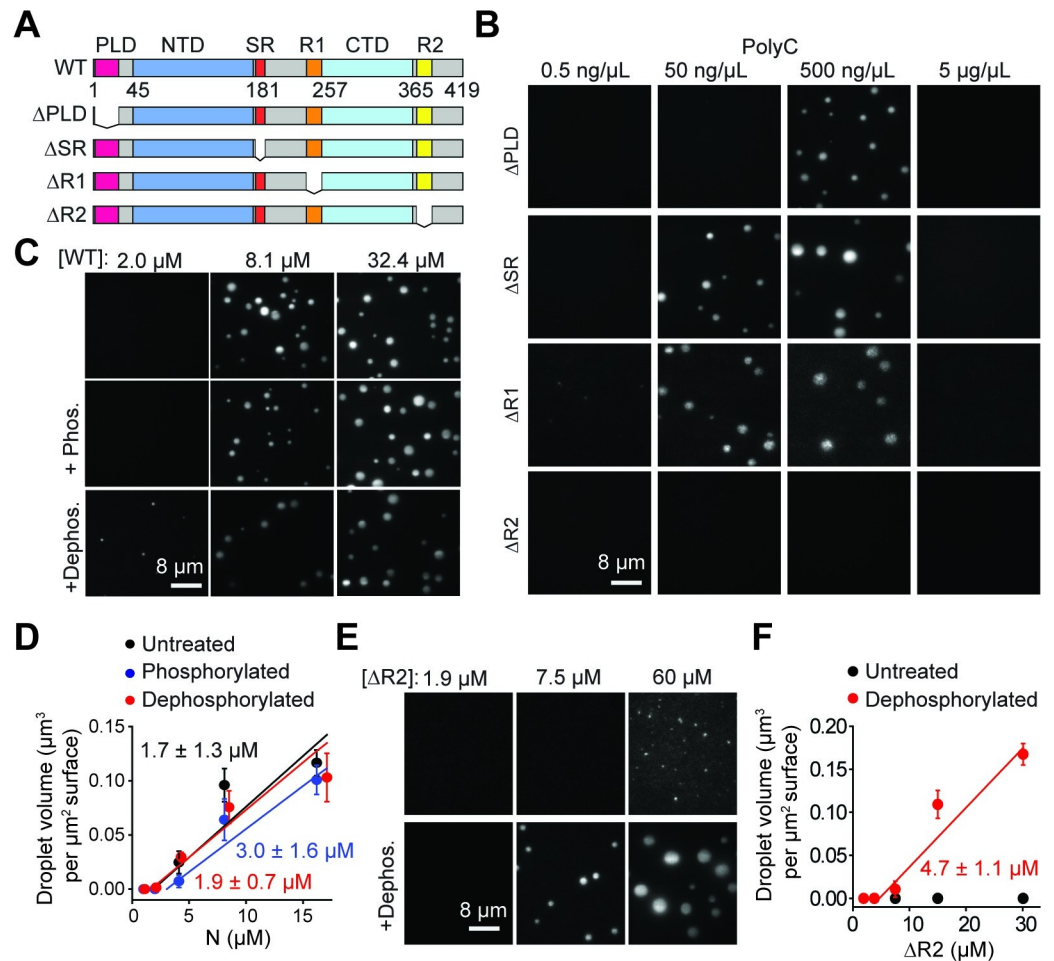 A
PLD NTD SR R1 CTD R2
WT
1 45 181 257 365 419
ΔPLD
ΔSR
ΔR1
ΔR2
B
PolyC
0.5 ng/μL 50 ng/μL 500 ng/μL 5 μg/μL
ΔPLD
ΔSR
ΔR1
ΔR2
8 μm
C
[WT]: 2.0 μM 8.1 μM 32.4 μM
+ Phos.
+Dephos.
8 μm
D
Untreated
Phosphorylated
Dephosphorylated
Droplet volume (μm³
per μm² surface)
0.15
0.10
0.05
0.00
1.7 ± 1.3 μM
3.0 ± 1.6 μM
1.9 ± 0.7 μM
0 5 10 15
N (μM)
E
[ΔR2]: 1.9 μM 7.5 μM 60 μM
+Dephos.
8 μm
F
Untreated
Dephosphorylated
Droplet volume (μm³
per μm² surface)
0.20
0.15
0.10
0.05
0.00
4.7 ± 1.1 μM
0 10 20 30
ΔR2 (μM)